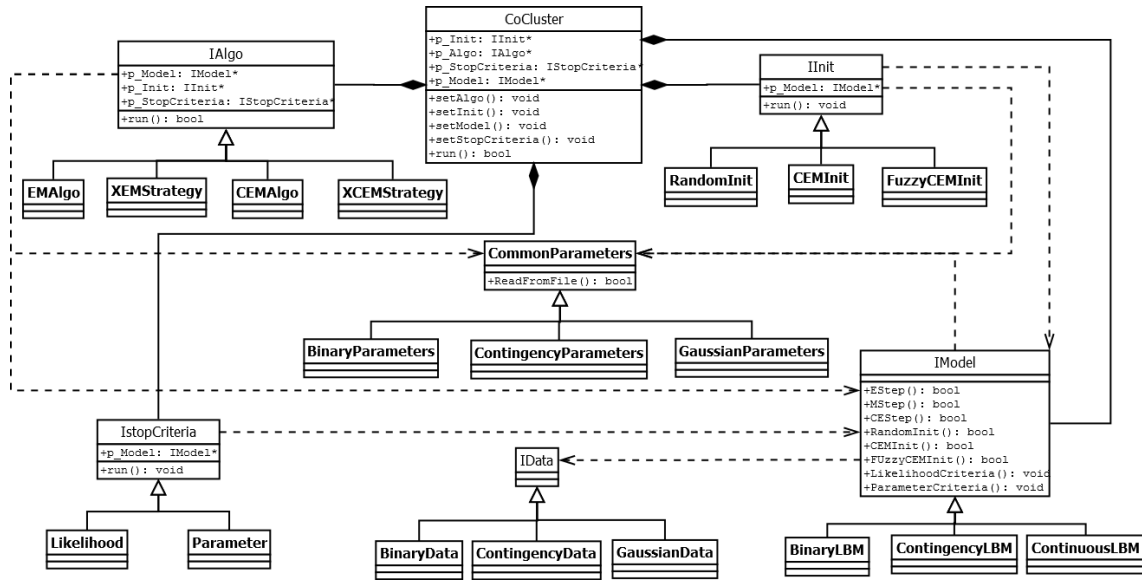 CoCluster
+p_Init: IInit*
+p_Algo: IAlgo*
+p_StopCriteria: IStopCriteria*
+p_Model: IModel*
+setAlgo(): void
+setInit(): void
+setModel(): void
+setStopCriteria(): void
+run(): bool
IAlgo
+p_Model: IModel*
+p_Init: IInit*
+p_StopCriteria: IStopCriteria*
+run(): bool
IInit
+p_Model: IModel*
+run(): void
EMAlgo
XEMStrategy
CEMAlgo
XCEMStrategy
RandomInit
CEMInit
FuzzyCEMInit
CommonParameters
+ReadFromFile(): bool
BinaryParameters
ContingencyParameters
GaussianParameters
IModel
+EStep(): bool
+MStep(): bool
+CEStep(): bool
+RandomInit(): bool
+CEMInit(): bool
+FUzzyCEMInit(): bool
+LikelihoodCriteria(): void
+ParameterCriteria(): void
IstopCriteria
+p_Model: IModel*
+run(): void
IData
Likelihood
Parameter
BinaryData
ContingencyData
GaussianData
BinaryLBM
ContingencyLBM
ContinuousLBM